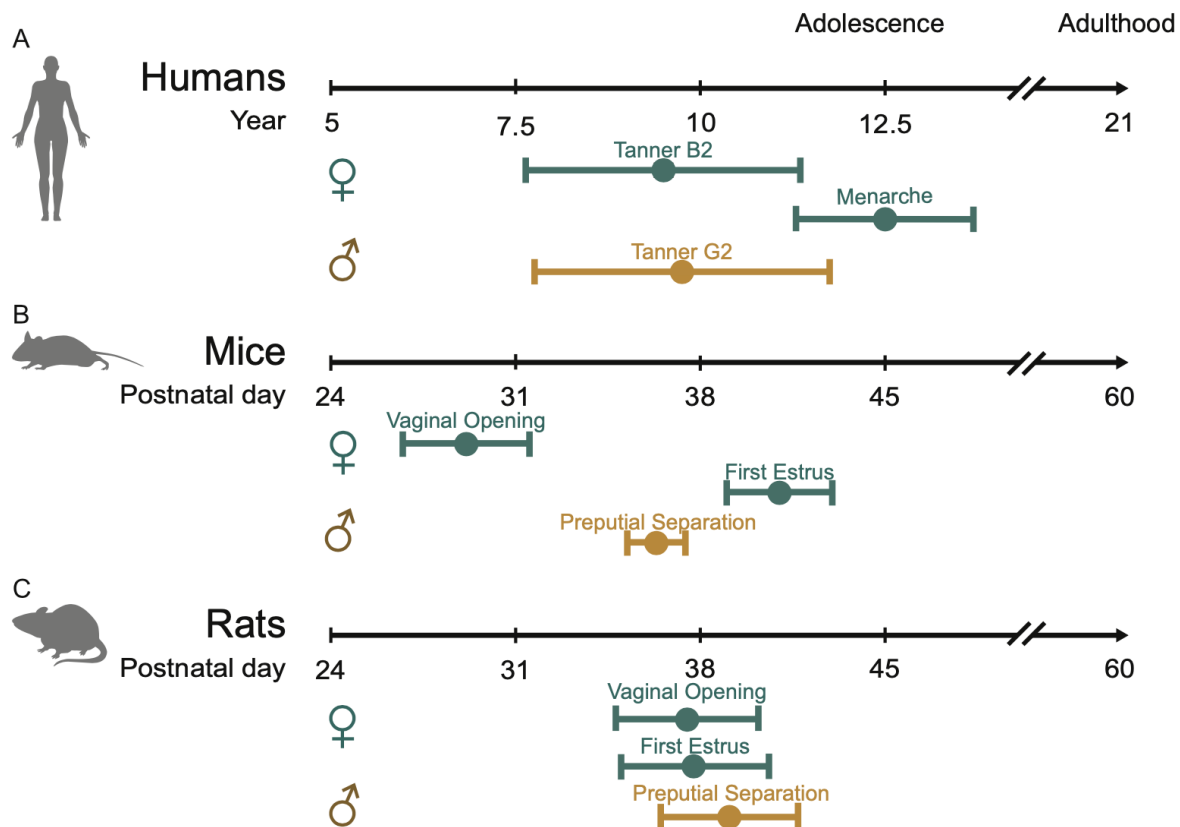 Adolescence Adulthood
A
Humans
Year 5 7.5 10 12.5 21
♀ Tanner B2
Menarche
♂ Tanner G2
B
Mice
Postnatal day 24 31 38 45 60
♀ Vaginal Opening
First Estrus
♂ Preputial Separation
C
Rats
Postnatal day 24 31 38 45 60
♀ Vaginal Opening
First Estrus
♂ Preputial Separation